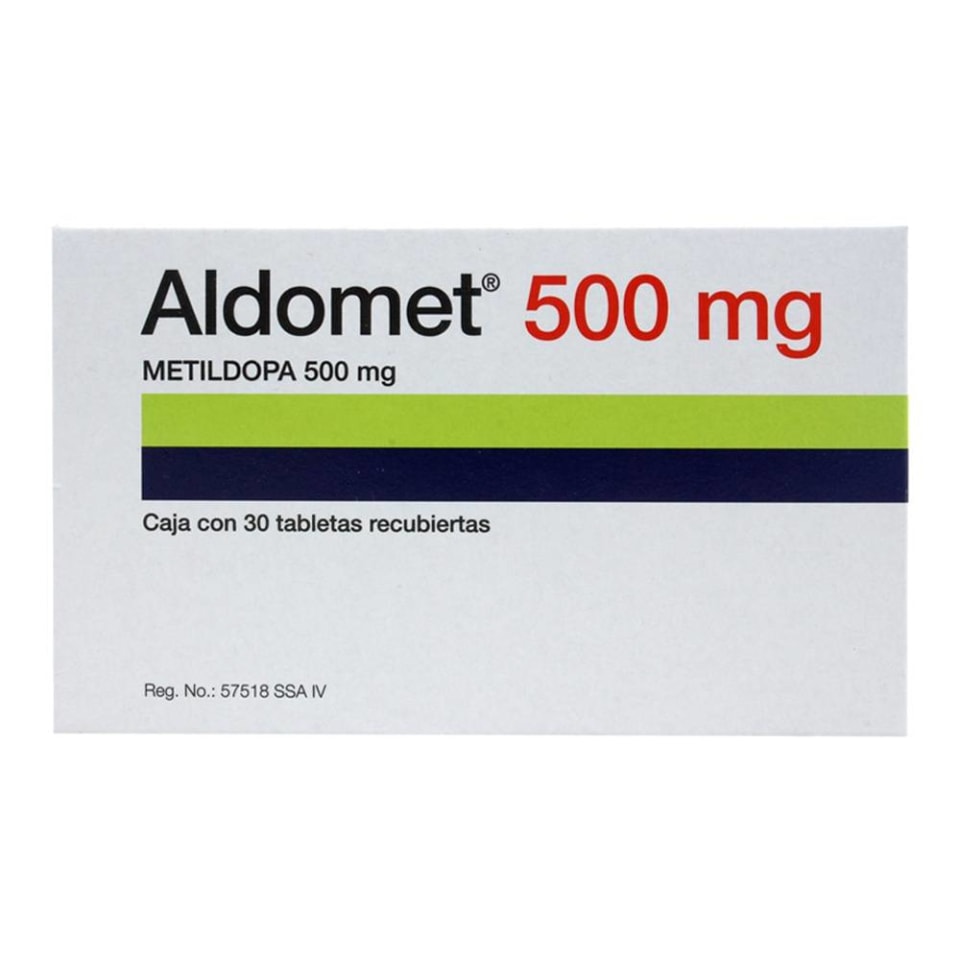 Aldomet® 500 mg
METILDOPA 500 mg
Caja con 30 tabletas recubiertas
Reg. No.: 57518 SSA IV